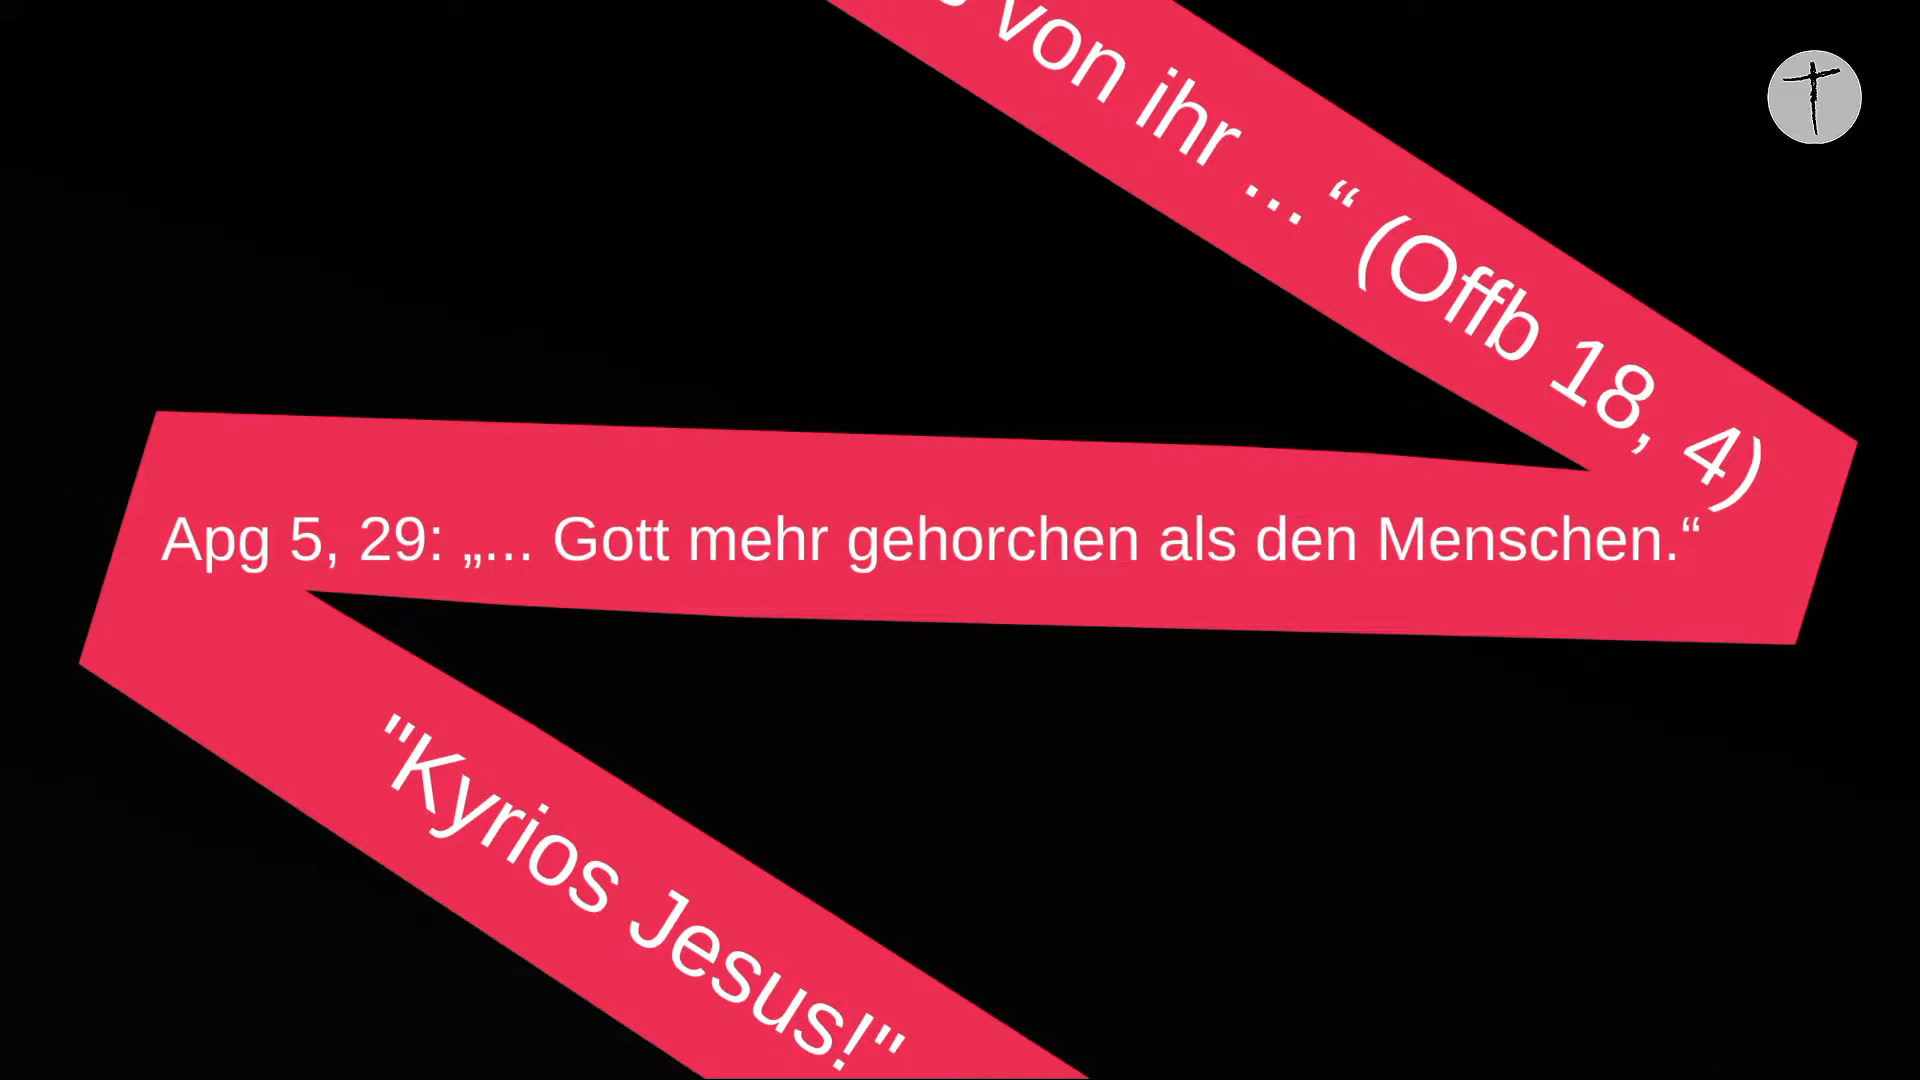 von ihr ... “ (Offb 18, 4)
Apg 5, 29: „... Gott mehr gehorchen als den Menschen.“
"Kyrios Jesus!"